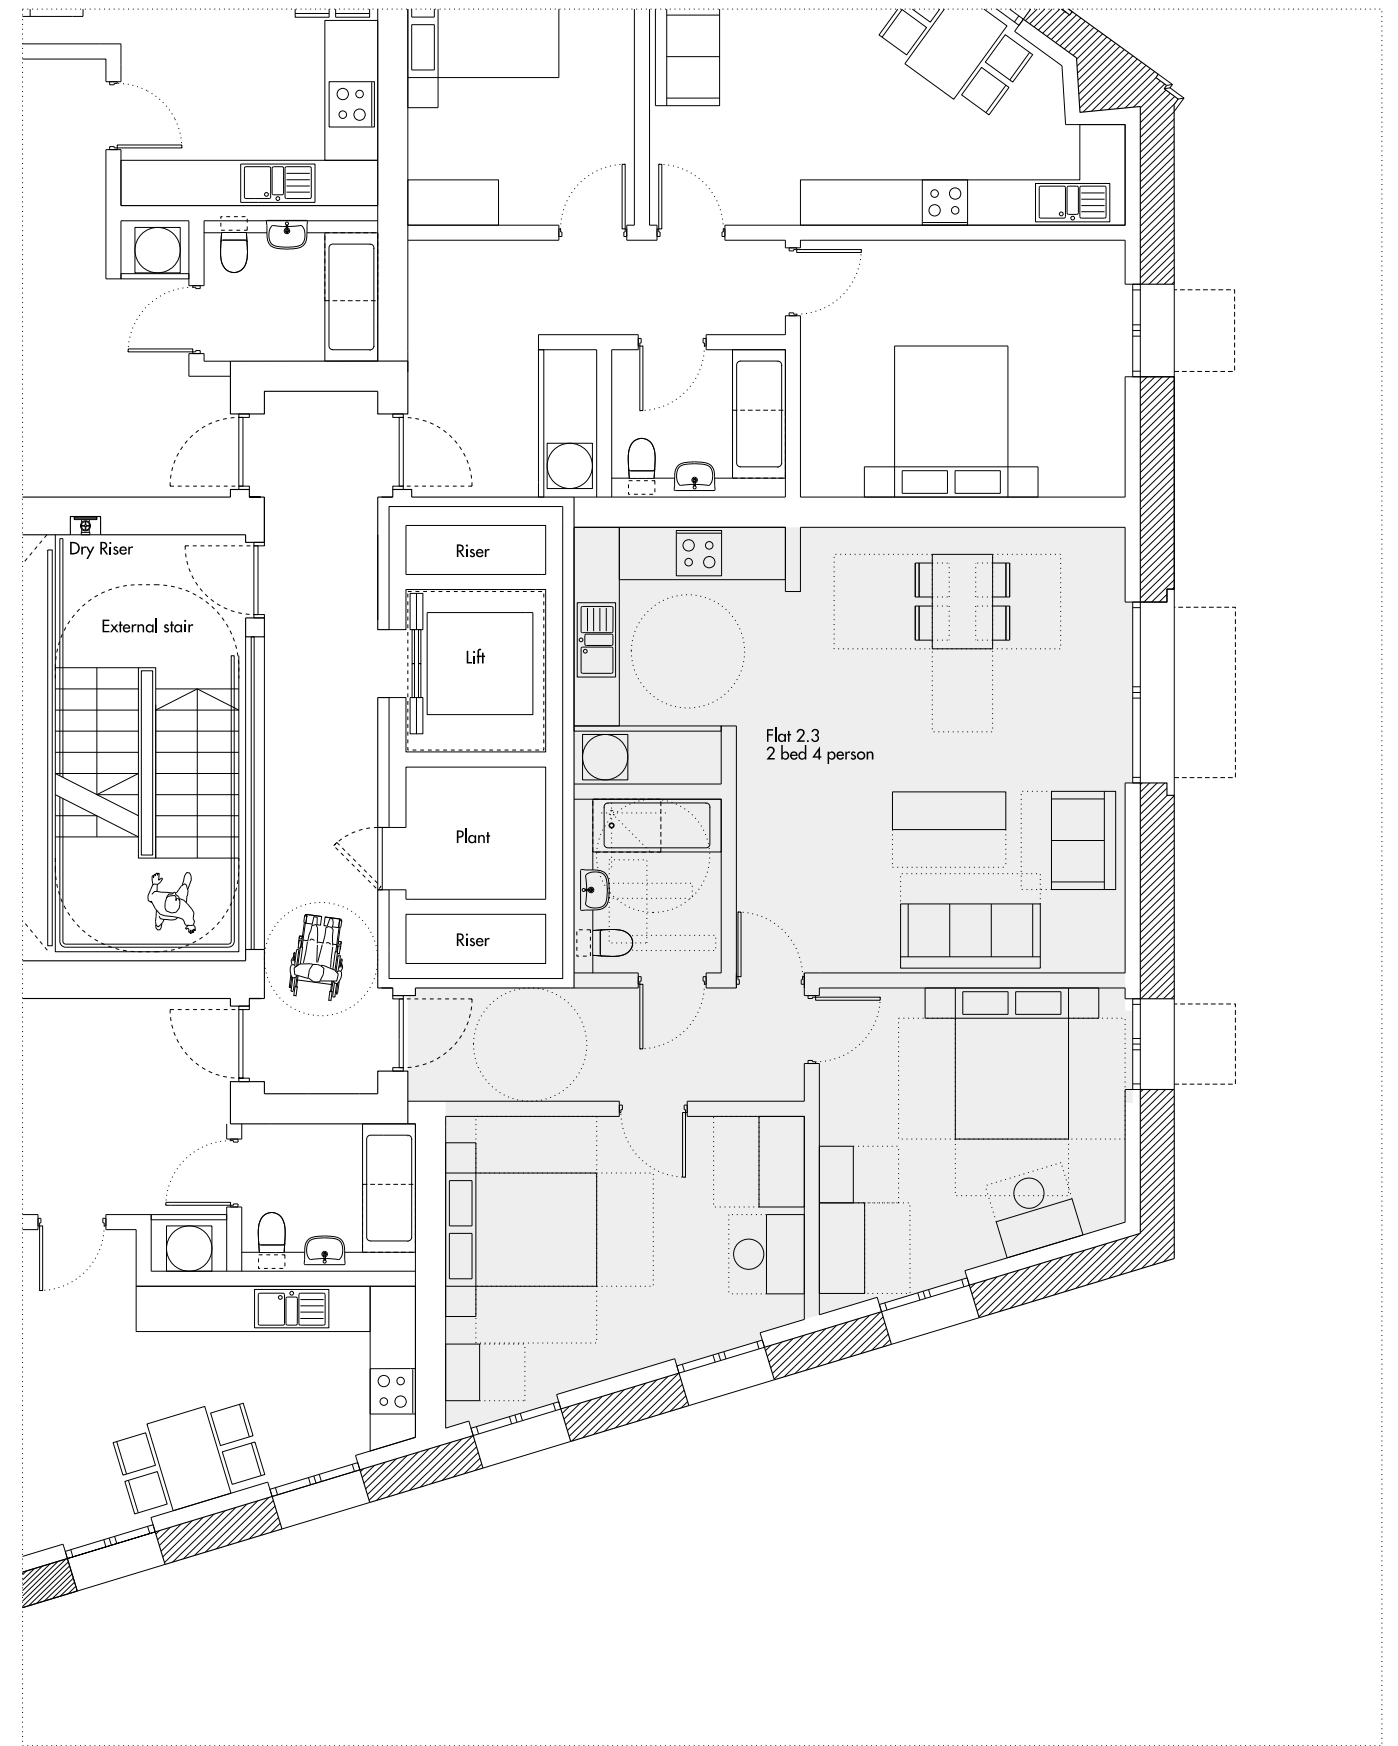 Riser
Dry Riser
External stair
Lift
Flat 2.3
2 bed 4 person
Plant
Riser